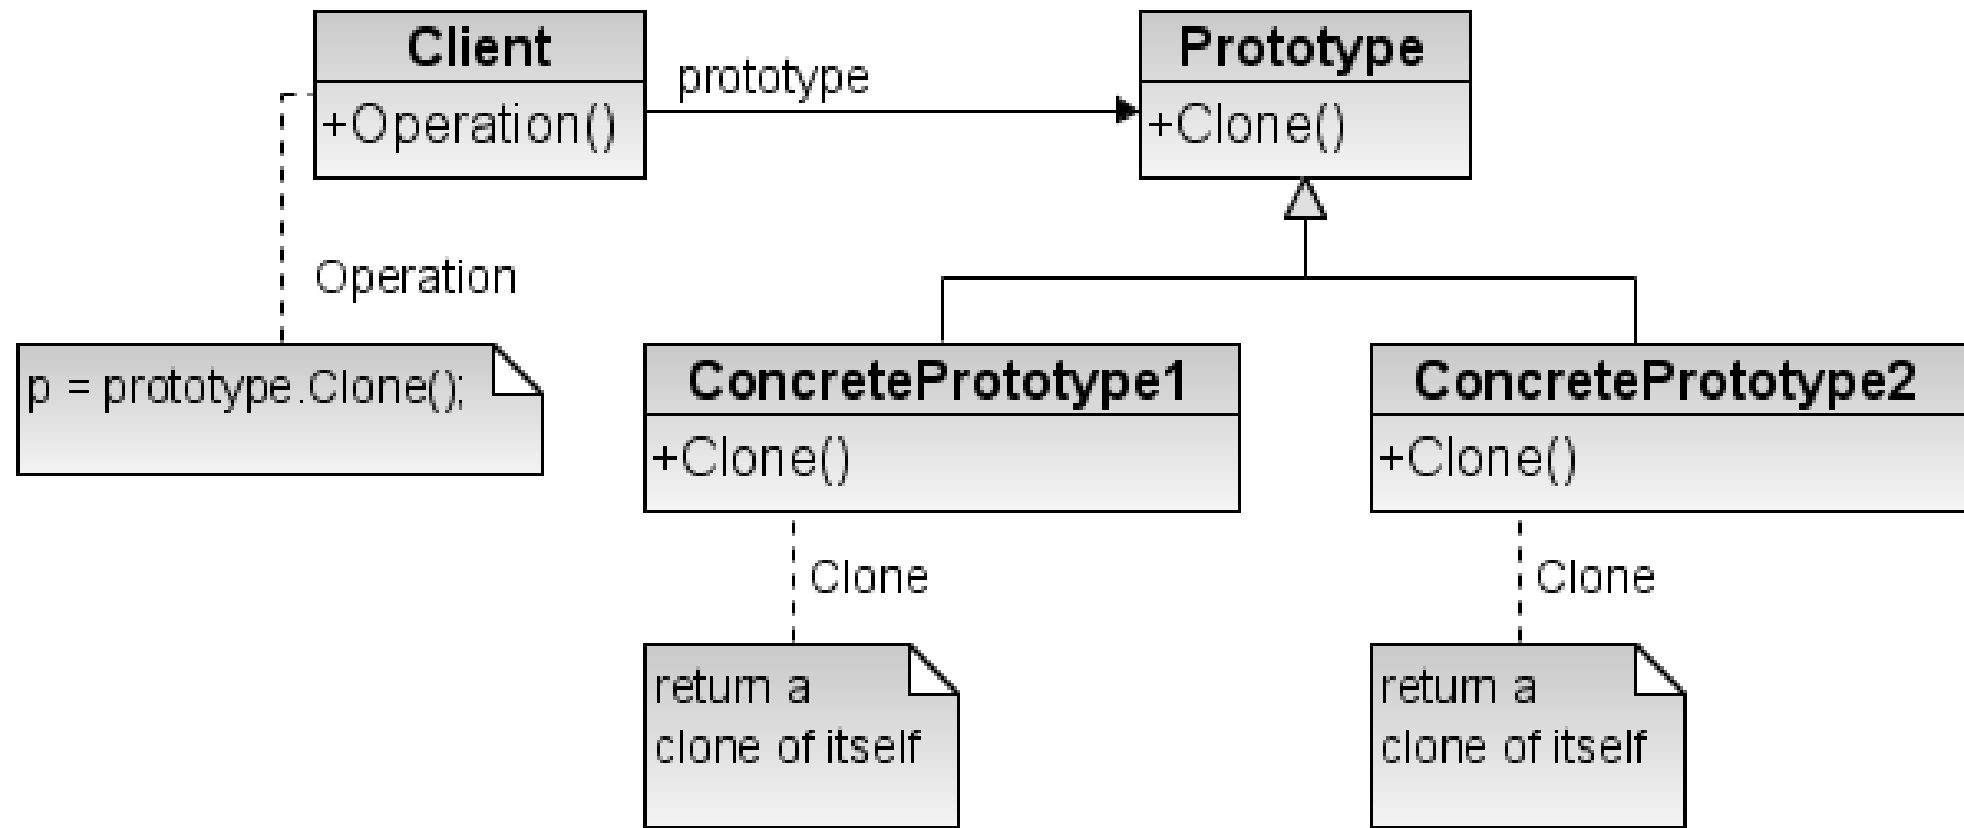 Client
+Operation()
prototype
Prototype
+Clone()
Operation
p = prototype.Clone();
ConcretePrototype1
+Clone()
ConcretePrototype2
+Clone()
Clone
Clone
return a
clone of itself
return a
clone of itself